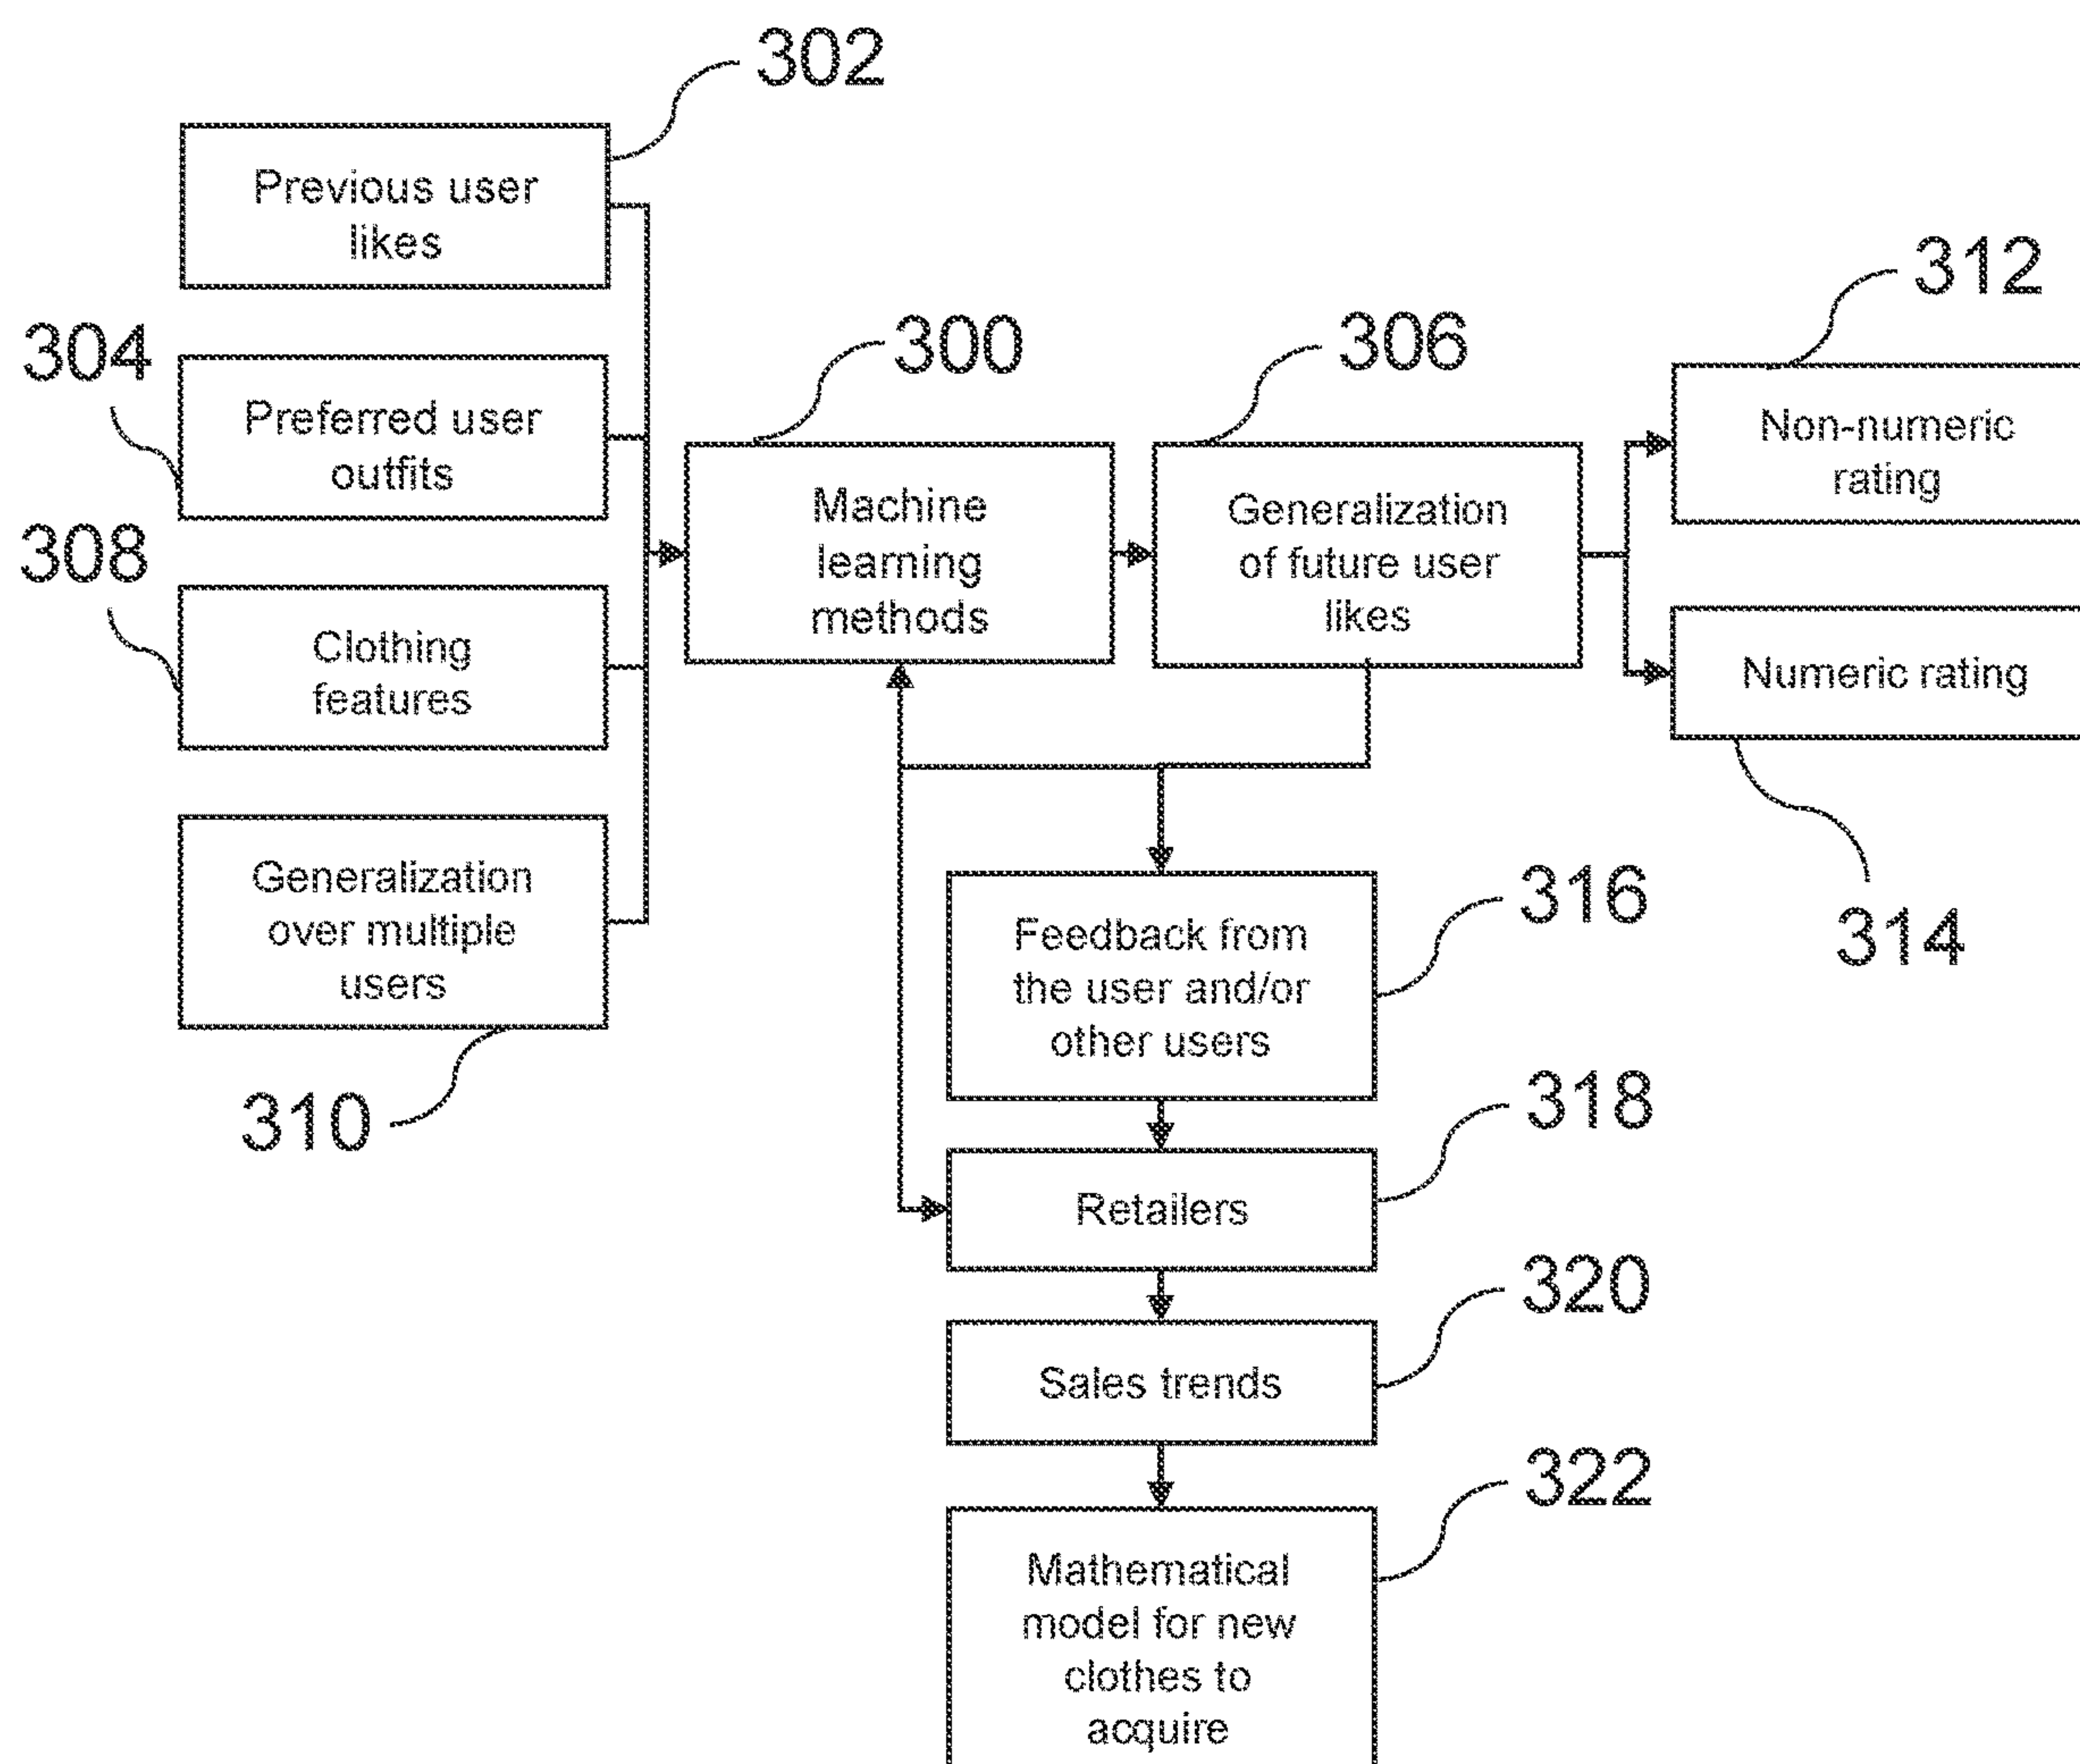 302
Previous user
likes
304
Preferred user
outfits
308
Clothing
features
Generalization
over multiple
users
310
300
Machine
learning
methods
306
Generalization
of future user
likes
312
Non-numeric
rating
Numeric rating
314
Feedback from
the user and/or
other users
316
318
Retailers
320
Sales trends
322
Mathematical
model for new
clothes to
acquire